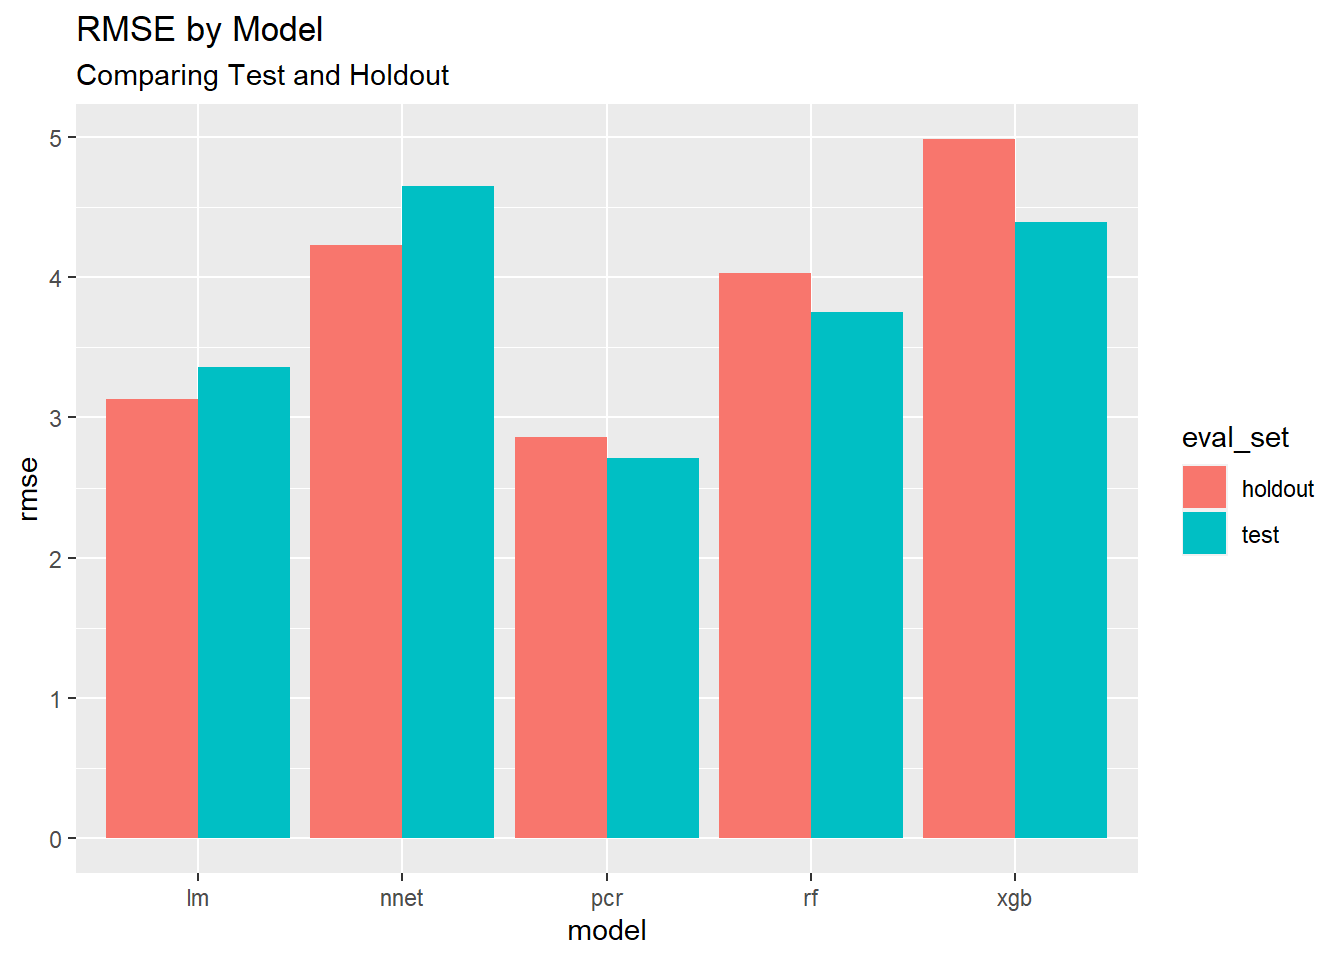 RMSE by Model
Comparing Test and Holdout
5
4
3
2
1
0
rmse
lm nnet pcr rf xgb
model
eval_set
holdout
test